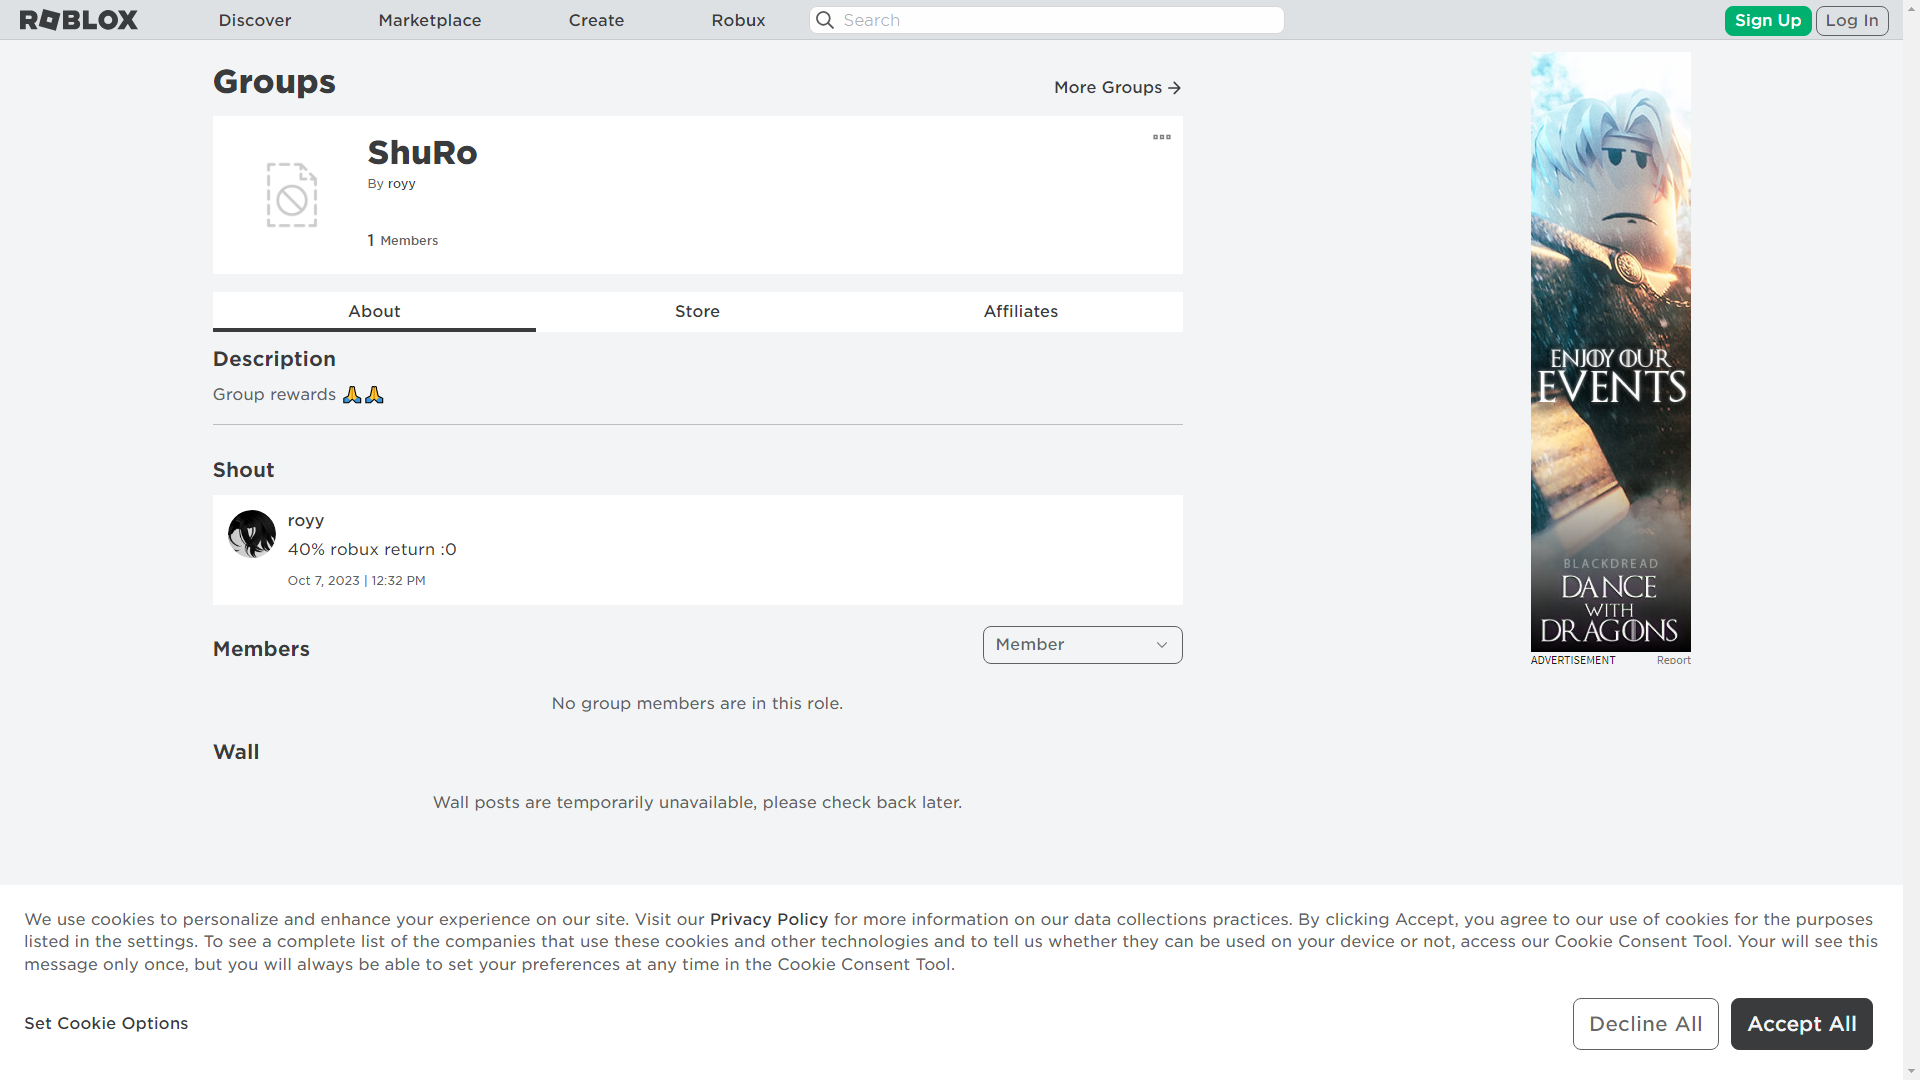 ROBLOX
Discover
Marketplace
Create
Robux
Search
Sign Up
Log In
Groups
More Groups
ShuRo
By royy
1 Members
About
Store
Affiliates
Description
Group rewards 🙏🙏
Shout
royy
40% robux return :0
Oct 7, 2023 | 12:32 PM
Members
Member
No group members are in this role.
Wall
Wall posts are temporarily unavailable, please check back later.
ENJOY OUR
EVENTS
BLACKDREAD
DANCE
WITH
DRAGONS
ADVERTISEMENT
Report
We use cookies to personalize and enhance your experience on our site. Visit our Privacy Policy for more information on our data collections practices. By clicking Accept, you agree to our use of cookies for the purposes
listed in the settings. To see a complete list of the companies that use these cookies and other technologies and to tell us whether they can be used on your device or not, access our Cookie Consent Tool. Your will see this
message only once, but you will always be able to set your preferences at any time in the Cookie Consent Tool.
Set Cookie Options
Decline All
Accept All